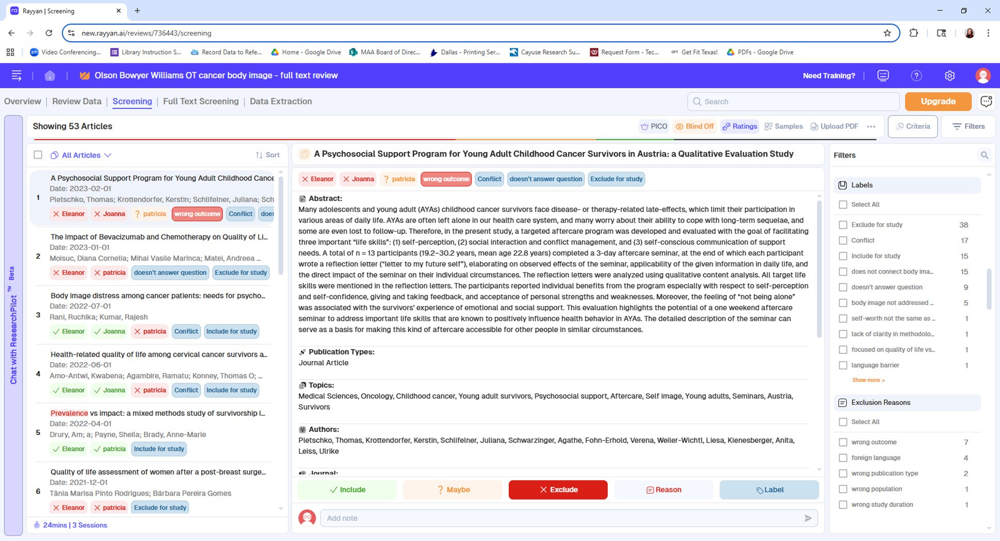 Rayyan | Screening
new.rayyan.ai/reviews/736443/screening
Video Conferencing... Library Instruction S... Record Data to Refe... Home - Google Drive MAA Board of Direc... Dallas - Printing Ser... Cayuse Research Su... Request Form - Tec... GFT Get Fit Texas! PDFs - Google Drive
Olson Bowyer Williams OT cancer body image - full text review Need Training?
Overview | Review Data | Screening | Full Text Screening | Data Extraction Search Upgrade
Showing 53 Articles PICO Blind Off Ratings Samples Upload PDF ... Criteria Filters
Chat with ResearchPilot ™ Beta
All Articles Sort
1
A Psychosocial Support Program for Young Adult Childhood Cance
Date: 2023-02-01
Pletschko, Thomas; Krottendorfer, Kerstin; Schlifelner, Juliana; Sch
Eleanor Joanna ? patricia wrong outcome Conflict does
2
The Impact of Bevacizumab and Chemotherapy on Quality of Li...
Date: 2023-01-01
Moisuc, Diana Cornelia; Mihai Vasile Marinca; Matei, Andreea ...
Eleanor patricia doesn't answer question Exclude for study
3
Body image distress among cancer patients: needs for psycho...
Date: 2022-07-01
Rani, Ruchika; Kumar, Rajesh
Eleanor Joanna patricia Conflict Include for study
4
Health-related quality of life among cervical cancer survivors a...
Date: 2022-06-01
Amo-Antwi, Kwabena; Agambire, Ramatu; Konney, Thomas O; ...
Eleanor Joanna patricia Conflict Include for study
5
Prevalence vs impact: a mixed methods study of survivorship i...
Date: 2022-04-01
Drury, Am; a; Payne, Sheila; Brady, Anne-Marie
Eleanor patricia Include for study
6
Quality of life assessment of women after a post-breast surge...
Date: 2021-12-01
Tânia Marisa Pinto Rodrigues; Bárbara Pereira Gomes
Eleanor patricia Exclude for study
24mins | 3 Sessions
A Psychosocial Support Program for Young Adult Childhood Cancer Survivors in Austria: a Qualitative Evaluation Study
Eleanor Joanna ? patricia wrong outcome Conflict doesn't answer question Exclude for study
Abstract:
Many adolescents and young adult (AYAs) childhood cancer survivors face disease- or therapy-related late-effects, which limit their participation in
various areas of daily life. AYAs are often left alone in our health care system, and many worry about their ability to cope with long-term sequelae, and
some are even lost to follow-up. Therefore, in the present study, a targeted aftercare program was developed and evaluated with the goal of facilitating
three important “life skills”: (1) self-perception, (2) social interaction and conflict management, and (3) self-conscious communication of support
needs. A total of n = 13 participants (19.2–30.2 years, mean age 22.8 years) completed a 3-day aftercare seminar, at the end of which each participant
wrote a reflection letter (“letter to my future self”), elaborating on observed effects of the seminar, applicability of the given information in daily life, and
the direct impact of the seminar on their individual circumstances. The reflection letters were analyzed using qualitative content analysis. All target life
skills were mentioned in the reflection letters. The participants reported individual benefits from the program especially with respect to self-perception
and self-confidence, giving and taking feedback, and acceptance of personal strengths and weaknesses. Moreover, the feeling of “not being alone”
was associated with the survivors’ experience of emotional and social support. This evaluation highlights the potential of a one weekend aftercare
seminar to address important life skills that are known to positively influence health behavior in AYAs. The detailed description of the seminar can
serve as a basis for making this kind of aftercare accessible for other people in similar circumstances.
Publication Types:
Journal Article
Topics:
Medical Sciences, Oncology, Childhood cancer, Young adult survivors, Psychosocial support, Aftercare, Self image, Young adults, Seminars, Austria,
Survivors
Authors:
Pletschko, Thomas, Krottendorfer, Kerstin, Schlifelner, Juliana, Schwarzinger, Agathe, Fohn-Erhold, Verena, Weiler-Wichtl, Liesa, Kienesberger, Anita,
Leiss, Ulrike
Journal:
Include ? Maybe Exclude Reason Label
Add note
Filters
Labels
Select All
Exclude for study 38
Conflict 17
Include for study 15
does not connect body ima... 15
doesn't answer question 9
body image not addressed ... 5
self-worth not the same as ... 1
lack of clarity in methodolo... 1
focused on quality of life vs... 1
language barrier 1
Show more >
Exclusion Reasons
Select All
wrong outcome 7
foreign language 4
wrong publication type 2
wrong population 1
wrong study duration 1